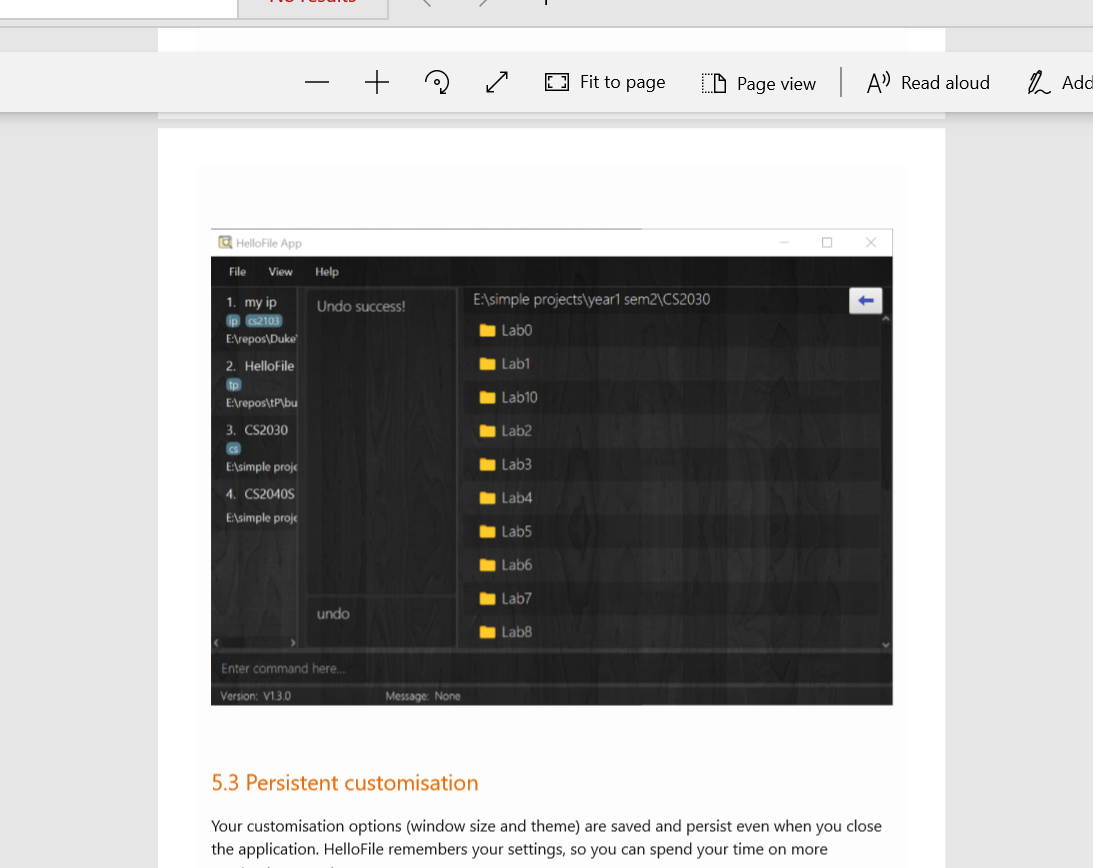 No results
Fit to page
Page view
Read aloud
Add
HelloFile App
File View Help
1. my ip
ip cs2103
E:\repos\Duke
2. HelloFile
tp
E:\repos\tP\bu
3. CS2030
cs
E:\simple proje
4. CS2040S
E:\simple proje
Undo success!
undo
E:\simple projects\year1 sem2\CS2030
Lab0
Lab1
Lab10
Lab2
Lab3
Lab4
Lab5
Lab6
Lab7
Lab8
Enter command here...
Version: V1.3.0 Message: None
5.3 Persistent customisation
Your customisation options (window size and theme) are saved and persist even when you close
the application. HelloFile remembers your settings, so you can spend your time on more